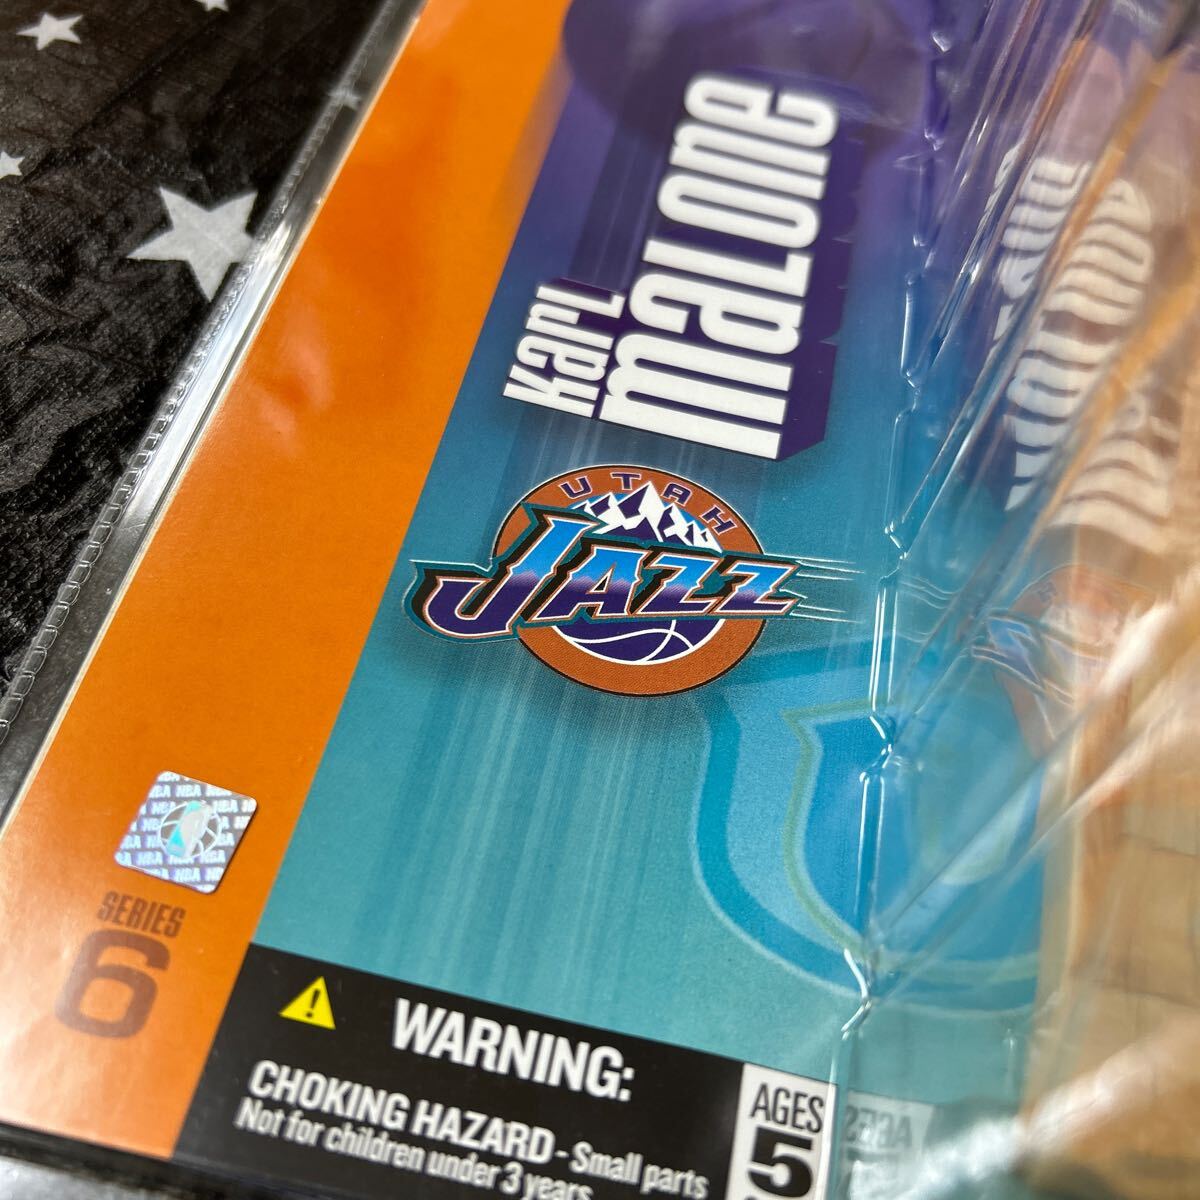 Karl
Malone
UTAH
JAZZ
NBA
SERIES
6
WARNING:
CHOKING HAZARD - Small parts
Not for children under 3 years
AGES
5